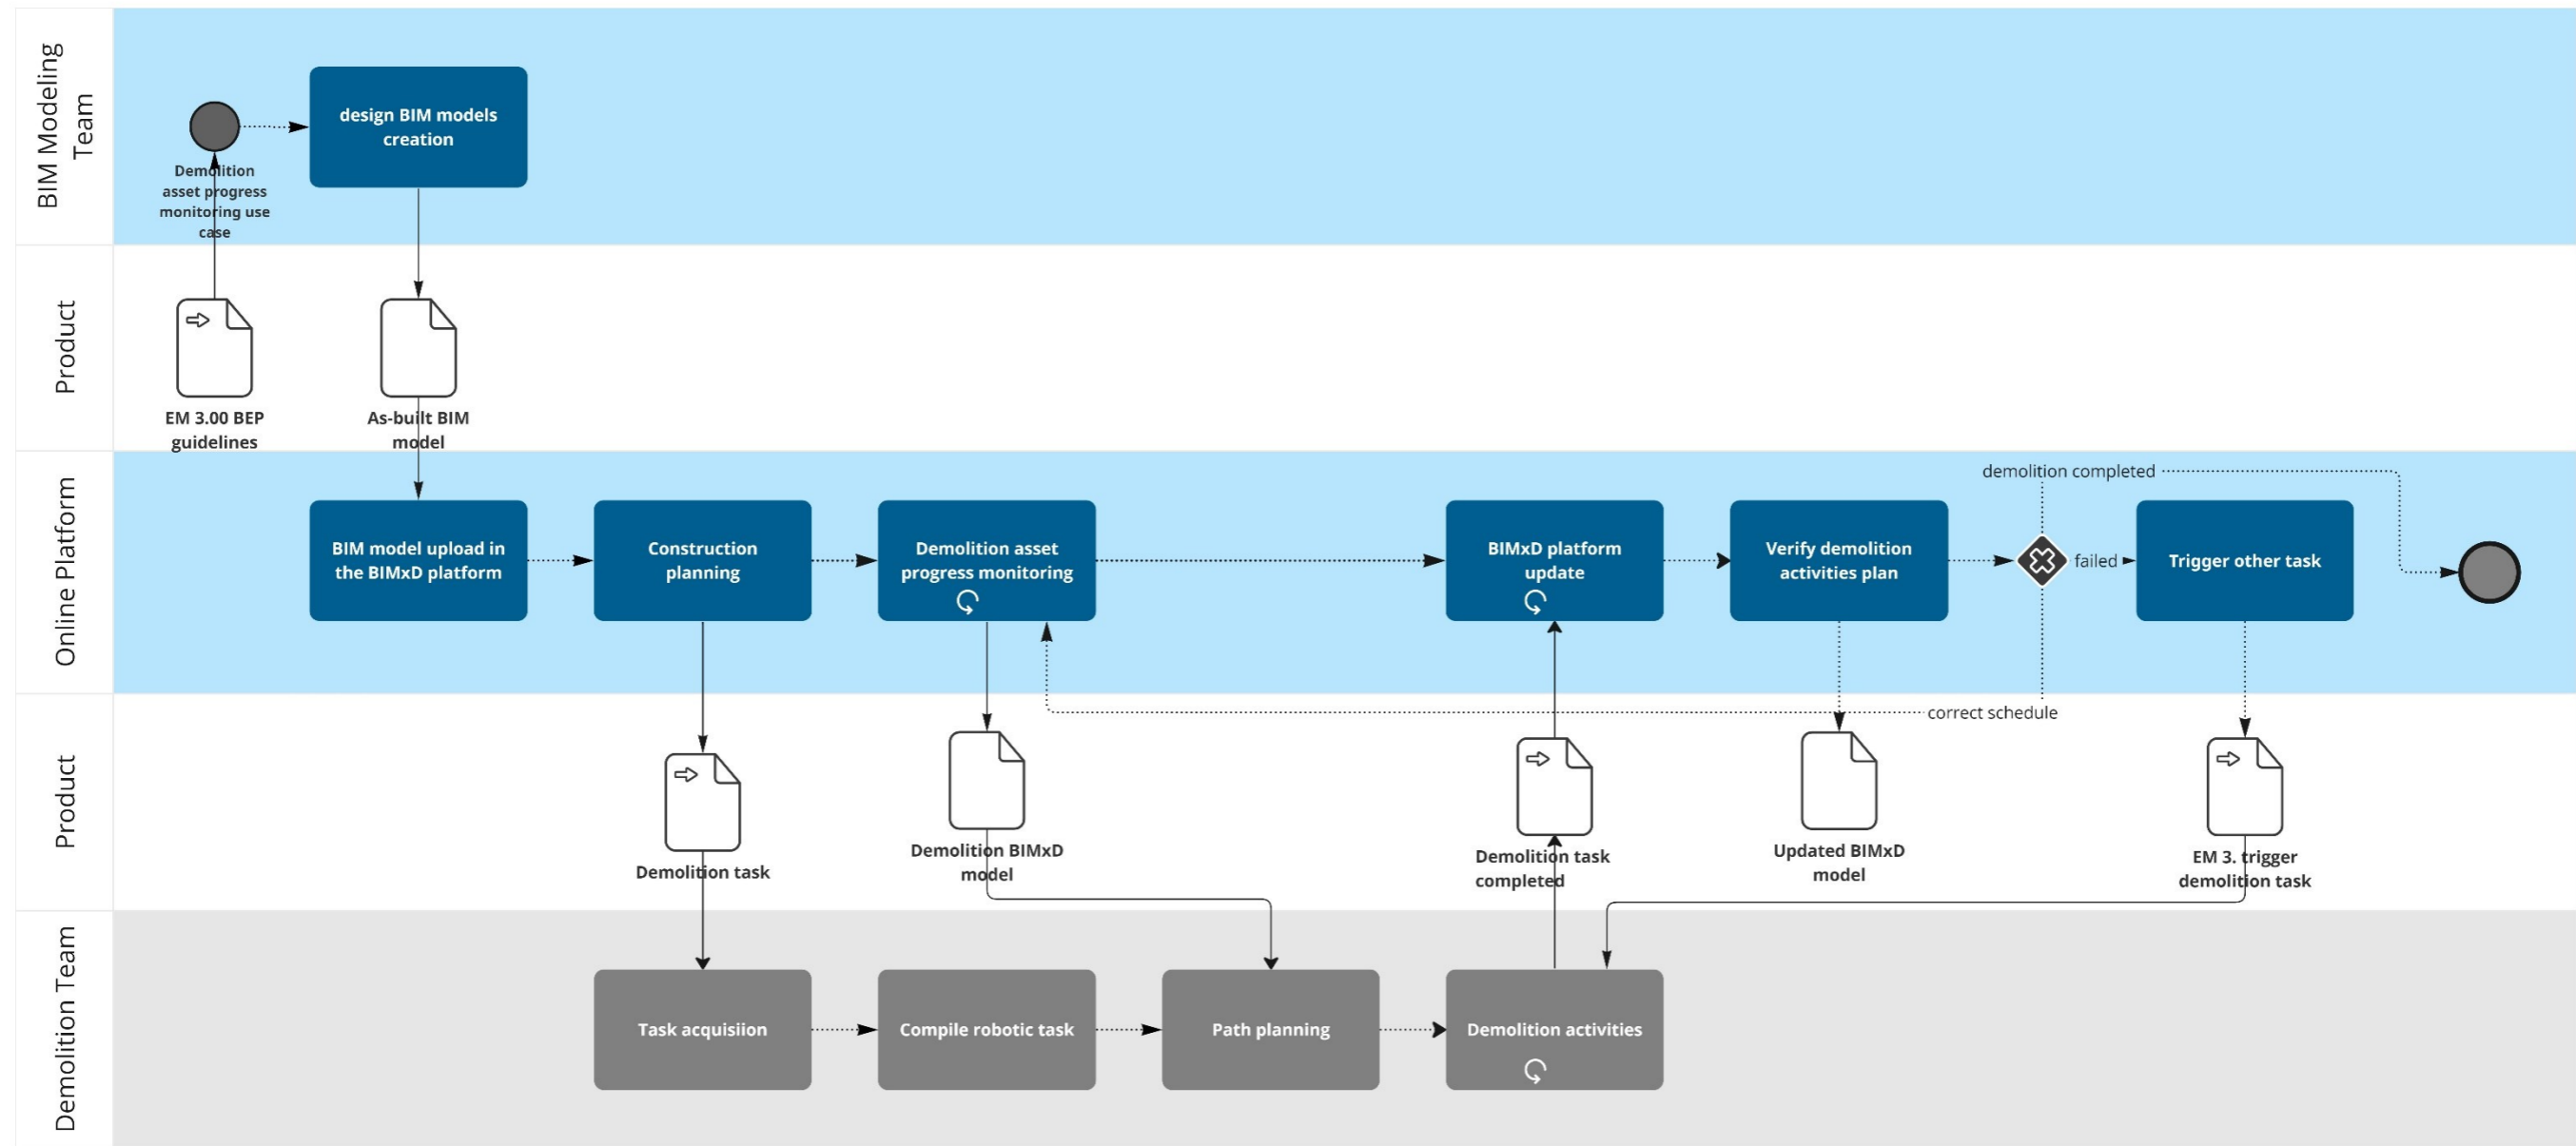 BIM Modeling
Team
design BIM models
creation
Demolition
asset progress
monitoring use
case
Product
EM 3.00 BEP
guidelines
As-built BIM
model
Online Platform
demolition completed
BIM model upload in
the BIMxD platform
Construction
planning
Demolition asset
progress monitoring
BIMxD platform
update
Verify demolition
activities plan
failed
Trigger other task
correct schedule
Product
Demolition task
Demolition BIMxD
model
Demolition task
completed
Updated BIMxD
model
EM 3. trigger
demolition task
Demolition Team
Task acquisiion
Compile robotic task
Path planning
Demolition activities